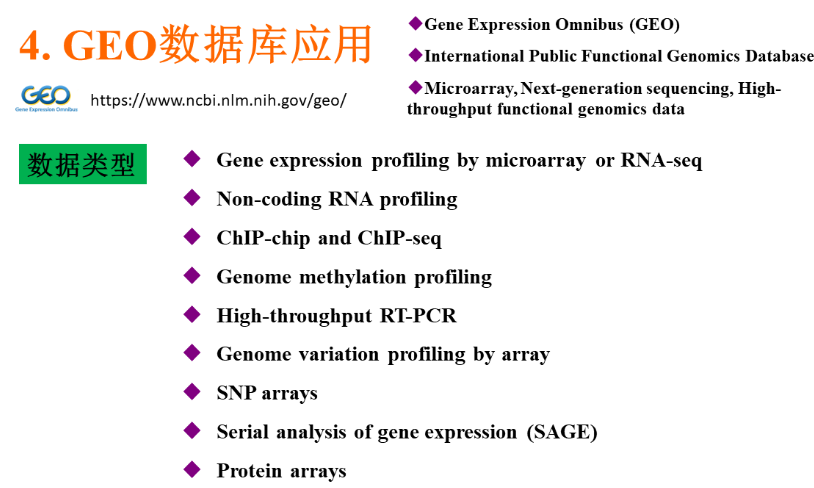 4. GEO数据库应用
GEO
Gene Expression Omnibus
https://www.ncbi.nlm.nih.gov/geo/
◆Gene Expression Omnibus (GEO)
◆International Public Functional Genomics Database
◆Microarray, Next-generation sequencing, High-
throughput functional genomics data
数据类型
◆ Gene expression profiling by microarray or RNA-seq
◆ Non-coding RNA profiling
◆ ChIP-chip and ChIP-seq
◆ Genome methylation profiling
◆ High-throughput RT-PCR
◆ Genome variation profiling by array
◆ SNP arrays
◆ Serial analysis of gene expression (SAGE)
◆ Protein arrays